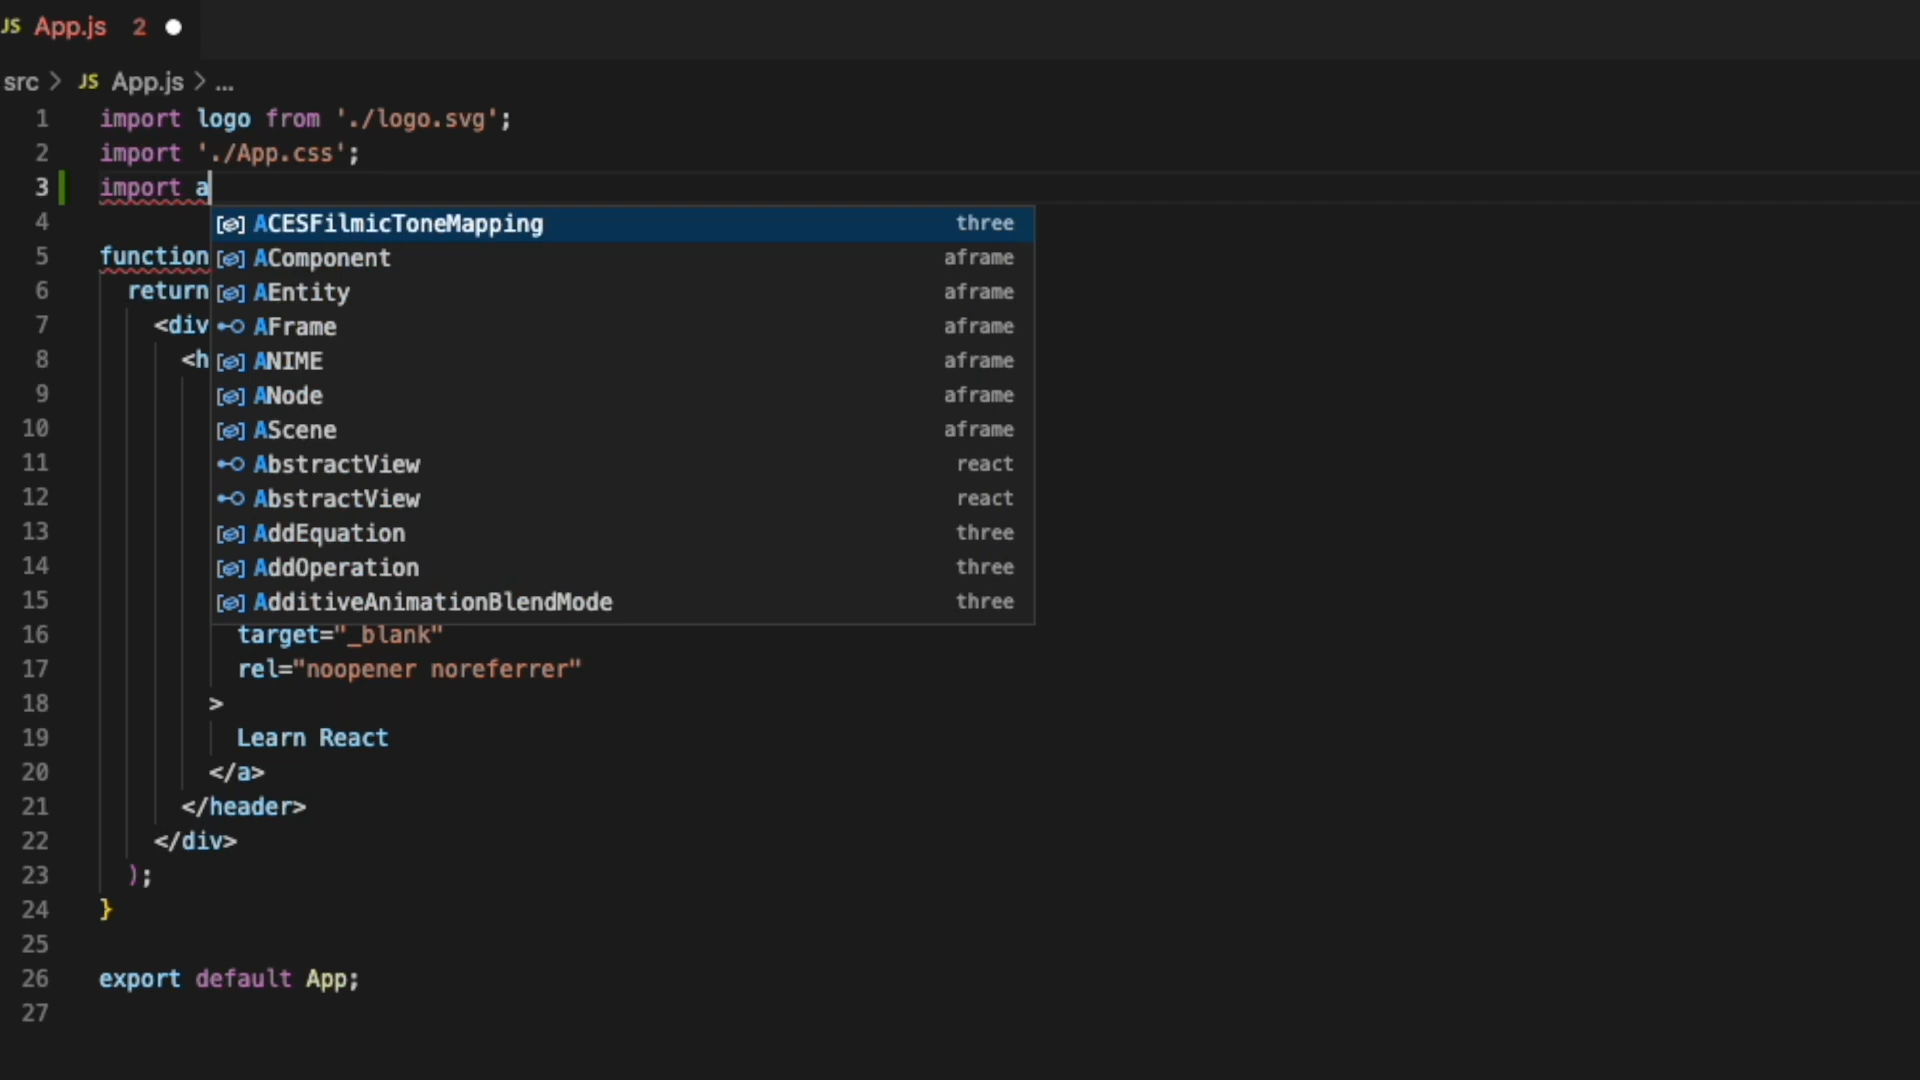 JS App.js 2
src > JS App.js > ...
1 import logo from './logo.svg';
2 import './App.css';
3 import a
4
ACESFilmicToneMapping three
5 function
AComponent aframe
6 return
AEntity aframe
7 <div
AFrame aframe
8 <h
ANIME aframe
9
ANode aframe
10
AScene aframe
11
AbstractView react
12
AbstractView react
13
AddEquation three
14
AddOperation three
15
AdditiveAnimationBlendMode three
16 target="_blank"
17 rel="noopener noreferrer"
18 >
19 Learn React
20 </a>
21 </header>
22 </div>
23 );
24 }
25
26 export default App;
27